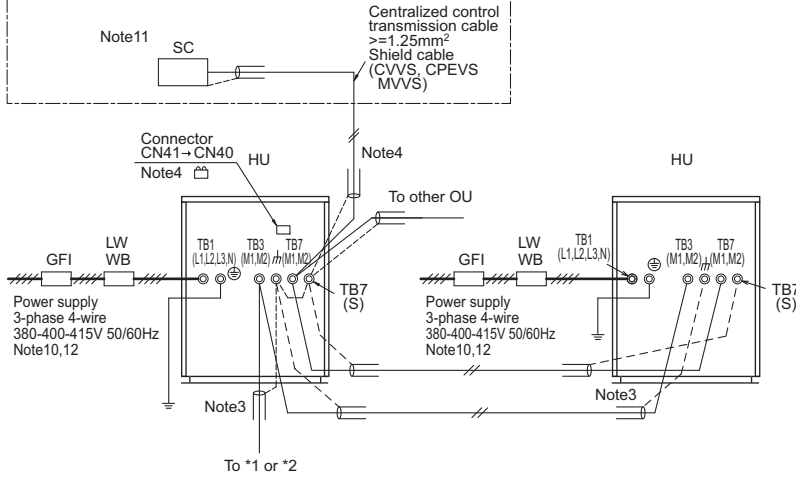 Note11
SC
Centralized control
transmission cable
>=1.25mm²
Shield cable
(CVVS, CPEVS
MVVS)
Connector
CN41→CN40
Note4
HU
Note4
To other OU
HU
GFI
LW
WB
TB1
(L1,L2,L3,N)
TB3
(M1,M2)
TB7
(M1,M2)
TB7
(S)
Power supply
3-phase 4-wire
380-400-415V 50/60Hz
Note10,12
GFI
LW
WB
TB1
(L1,L2,L3,N)
TB3
(M1,M2)
TB7
(M1,M2)
TB7
(S)
Power supply
3-phase 4-wire
380-400-415V 50/60Hz
Note10,12
Note3
Note3
To *1 or *2